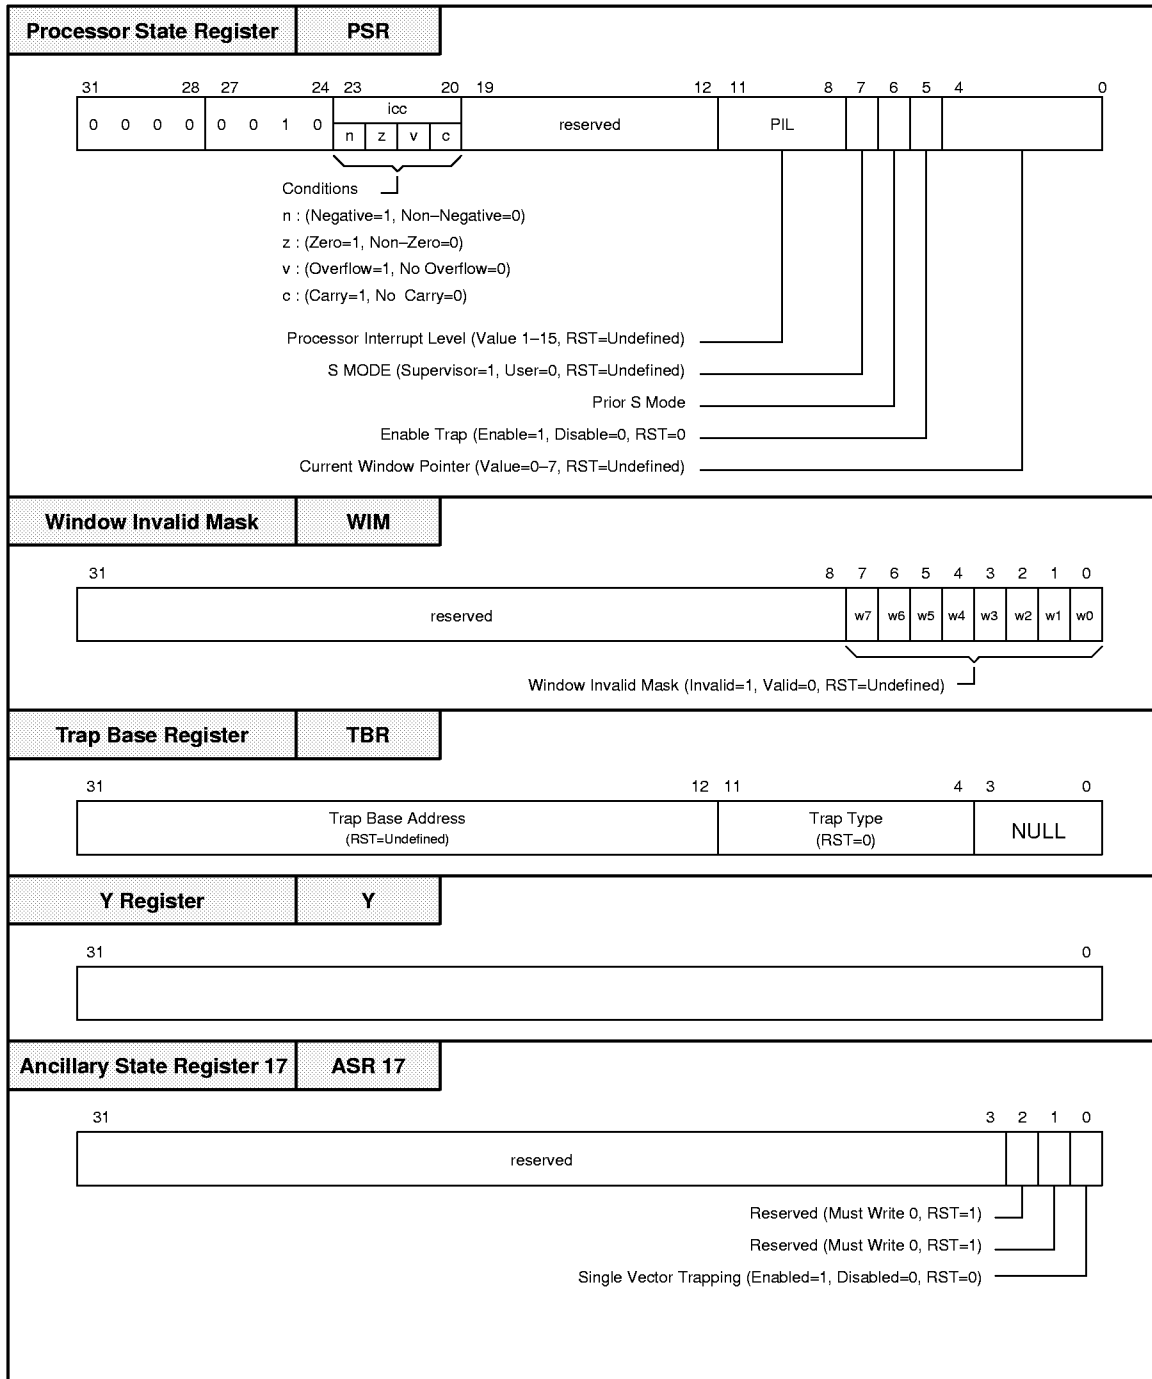 Processor State Register PSR
31 28 27 24 23 20 19 12 11 8 7 6 5 4 0
0 0 0 0 0 0 1 0 icc reserved PIL
n z v c
Conditions
n : (Negative=1, Non–Negative=0)
z : (Zero=1, Non–Zero=0)
v : (Overflow=1, No Overflow=0)
c : (Carry=1, No Carry=0)
Processor Interrupt Level (Value 1–15, RST=Undefined)
S MODE (Supervisor=1, User=0, RST=Undefined)
Prior S Mode
Enable Trap (Enable=1, Disable=0, RST=0
Current Window Pointer (Value=0–7, RST=Undefined)
Window Invalid Mask WIM
31 8 7 6 5 4 3 2 1 0
reserved w7 w6 w5 w4 w3 w2 w1 w0
Window Invalid Mask (Invalid=1, Valid=0, RST=Undefined)
Trap Base Register TBR
31 12 11 4 3 0
Trap Base Address Trap Type NULL
(RST=Undefined) (RST=0)
Y Register Y
31 0
Ancillary State Register 17 ASR 17
31 3 2 1 0
reserved
Reserved (Must Write 0, RST=1)
Reserved (Must Write 0, RST=1)
Single Vector Trapping (Enabled=1, Disabled=0, RST=0)